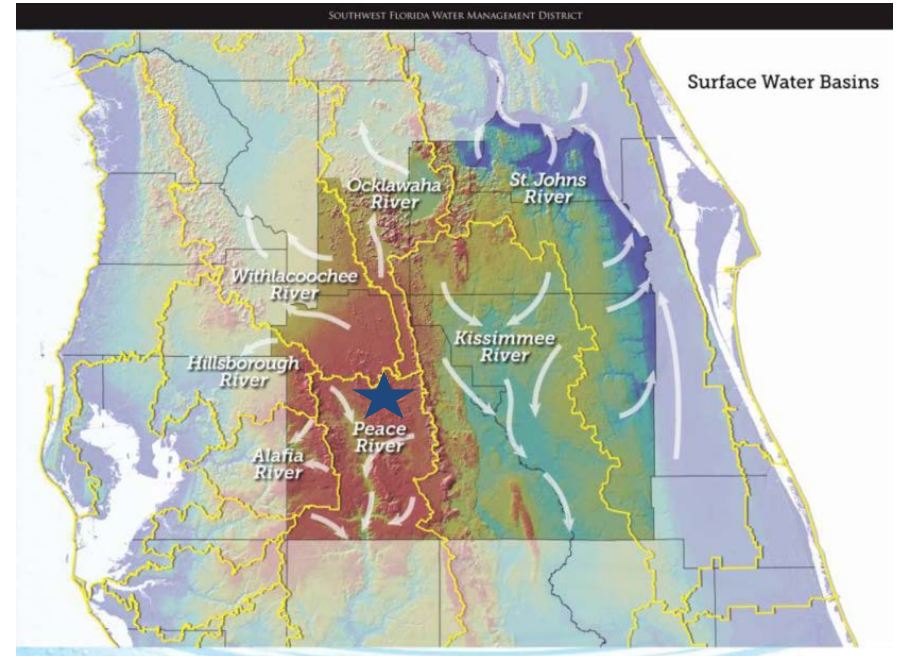 SOUTHWEST FLORIDA WATER MANAGEMENT DISTRICT
Surface Water Basins
Ocklawaha
River
St. Johns
River
Withlacoochee
River
Kissimmee
River
Hillsborough
River
Peace
River
Alafia
River